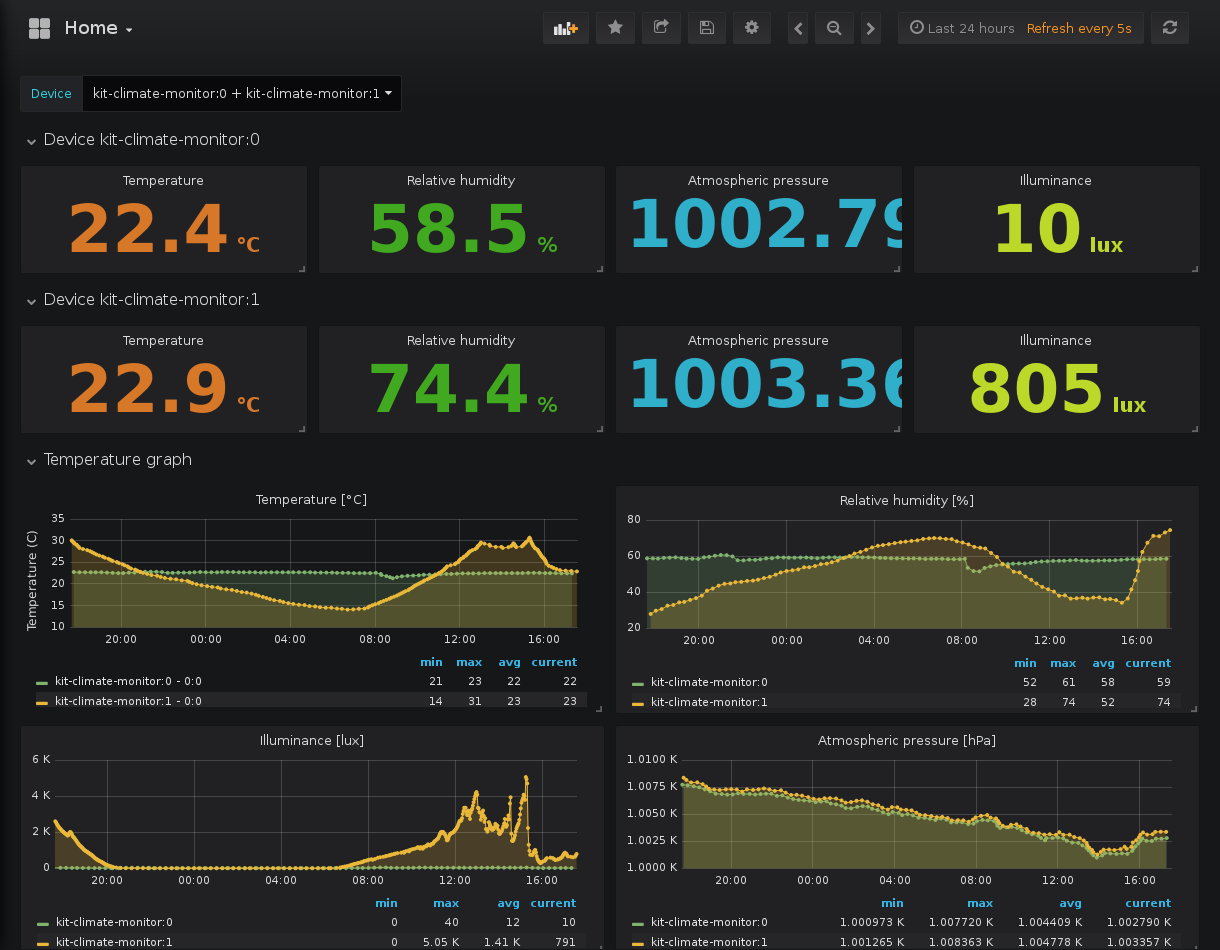 Home
Last 24 hours Refresh every 5s
Device kit-climate-monitor:0 + kit-climate-monitor:1
Device kit-climate-monitor:0
Temperature Relative humidity Atmospheric pressure Illuminance
22.4 °C 58.5 % 1002.79 10 lux
Device kit-climate-monitor:1
Temperature Relative humidity Atmospheric pressure Illuminance
22.9 °C 74.4 % 1003.36 805 lux
Temperature graph
Temperature [°C]
Temperature (C)
35
30
25
20
15
10
20:00 00:00 04:00 08:00 12:00 16:00
min max avg current
kit-climate-monitor:0 - 0:0 21 23 22 22
kit-climate-monitor:1 - 0:0 14 31 23 23
Relative humidity [%]
80
60
40
20
20:00 00:00 04:00 08:00 12:00 16:00
min max avg current
kit-climate-monitor:0 52 61 58 59
kit-climate-monitor:1 28 74 52 74
Illuminance [lux]
6 K
4 K
2 K
0
20:00 00:00 04:00 08:00 12:00 16:00
min max avg current
kit-climate-monitor:0 0 40 12 10
kit-climate-monitor:1 0 5.05 K 1.41 K 791
Atmospheric pressure [hPa]
1.0100 K
1.0075 K
1.0050 K
1.0025 K
1.0000 K
20:00 00:00 04:00 08:00 12:00 16:00
min max avg current
kit-climate-monitor:0 1.000973 K 1.007720 K 1.004409 K 1.002790 K
kit-climate-monitor:1 1.001265 K 1.008363 K 1.004778 K 1.003357 K